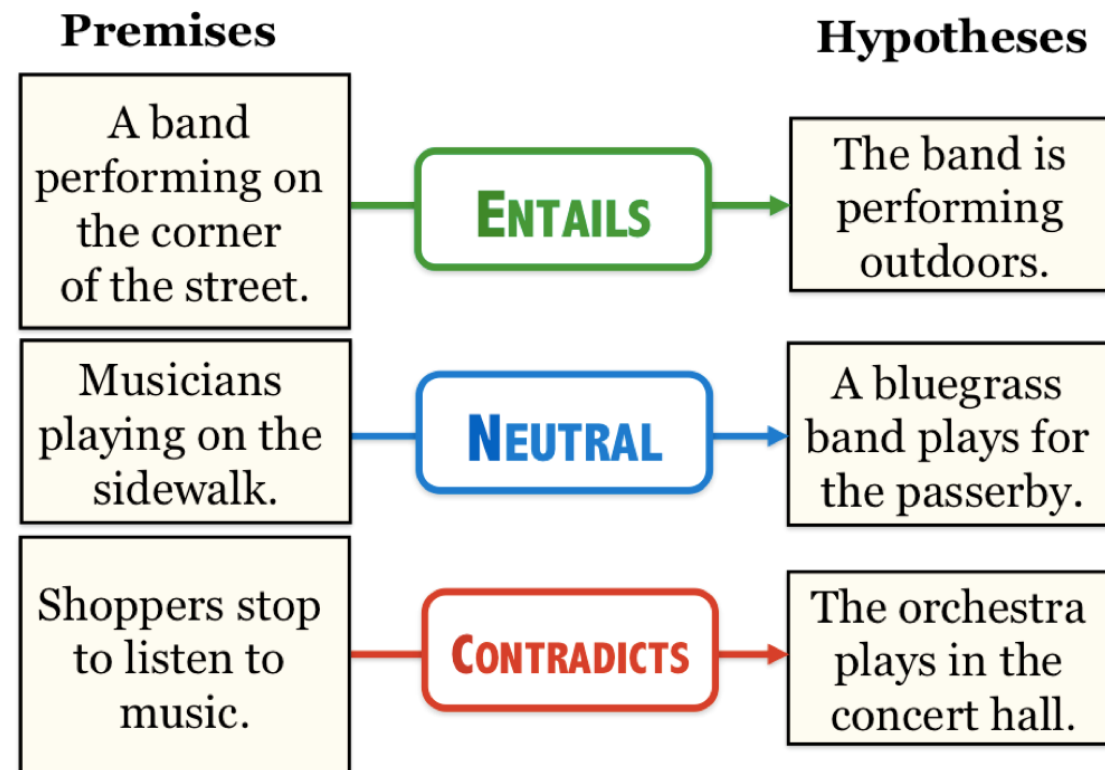 Premises
Hypotheses
A band
performing on
the corner
of the street.
ENTAILS
The band is
performing
outdoors.
Musicians
playing on the
sidewalk.
NEUTRAL
A bluegrass
band plays for
the passerby.
Shoppers stop
to listen to
music.
CONTRADICTS
The orchestra
plays in the
concert hall.